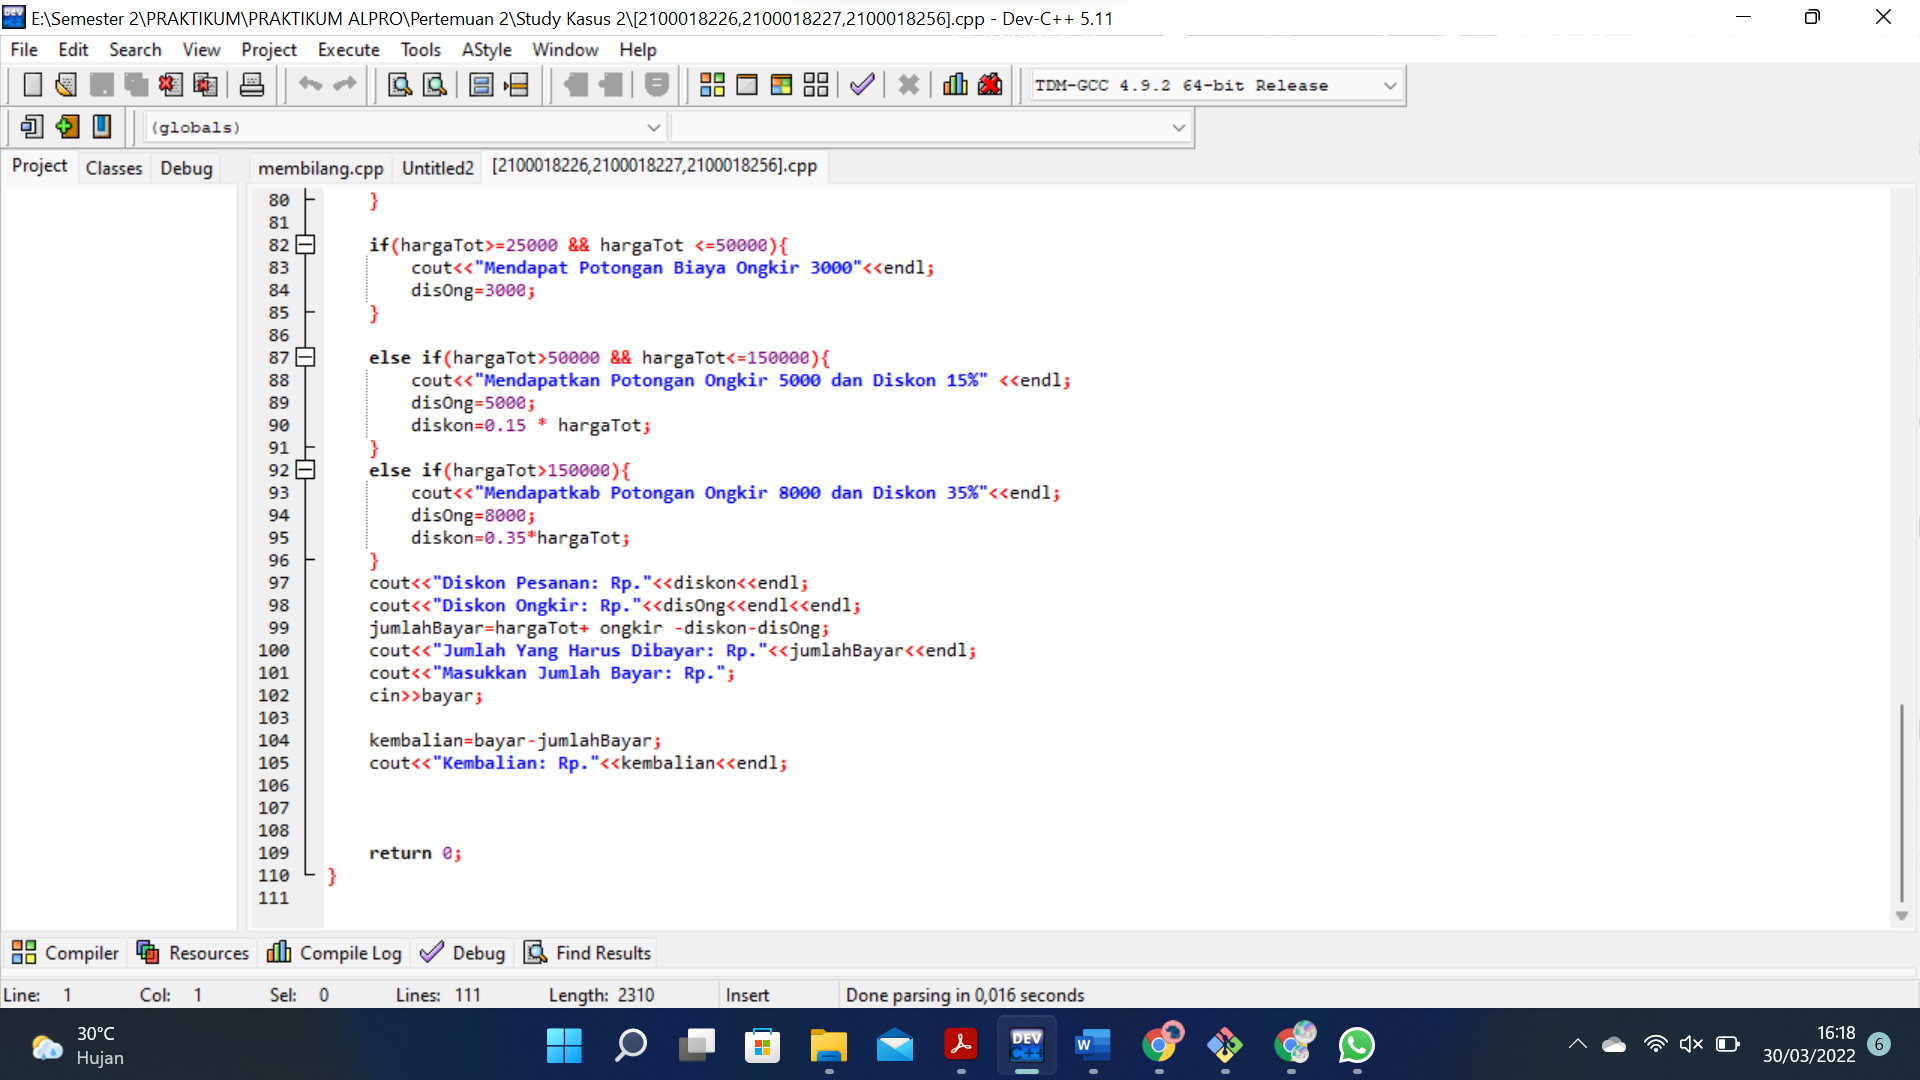 E:\Semester 2\PRAKTIKUM\PRAKTIKUM ALPRO\Pertemuan 2\Study Kasus 2\[2100018226,2100018227,2100018256].cpp - Dev-C++ 5.11
File Edit Search View Project Execute Tools AStyle Window Help
TDM-GCC 4.9.2 64-bit Release
(globals)
Project Classes Debug membilang.cpp Untitled2 [2100018226,2100018227,2100018256].cpp
80 }
81
82 if(hargaTot>=25000 && hargaTot <=50000){
83 cout<<"Mendapat Potongan Biaya Ongkir 3000"<<endl;
84 disOng=3000;
85 }
86
87 else if(hargaTot>50000 && hargaTot<=150000){
88 cout<<"Mendapatkan Potongan Ongkir 5000 dan Diskon 15%" <<endl;
89 disOng=5000;
90 diskon=0.15 * hargaTot;
91 }
92 else if(hargaTot>150000){
93 cout<<"Mendapatkab Potongan Ongkir 8000 dan Diskon 35%"<<endl;
94 disOng=8000;
95 diskon=0.35*hargaTot;
96 }
97 cout<<"Diskon Pesanan: Rp."<<diskon<<endl;
98 cout<<"Diskon Ongkir: Rp."<<disOng<<endl<<endl;
99 jumlahBayar=hargaTot+ ongkir -diskon-disOng;
100 cout<<"Jumlah Yang Harus Dibayar: Rp."<<jumlahBayar<<endl;
101 cout<<"Masukkan Jumlah Bayar: Rp.";
102 cin>>bayar;
103
104 kembalian=bayar-jumlahBayar;
105 cout<<"Kembalian: Rp."<<kembalian<<endl;
106
107
108
109 return 0;
110 }
111
Compiler Resources Compile Log Debug Find Results
Line: 1 Col: 1 Sel: 0 Lines: 111 Length: 2310 Insert Done parsing in 0,016 seconds
30°C
Hujan
DEV
C++
W
16:18
30/03/2022
6